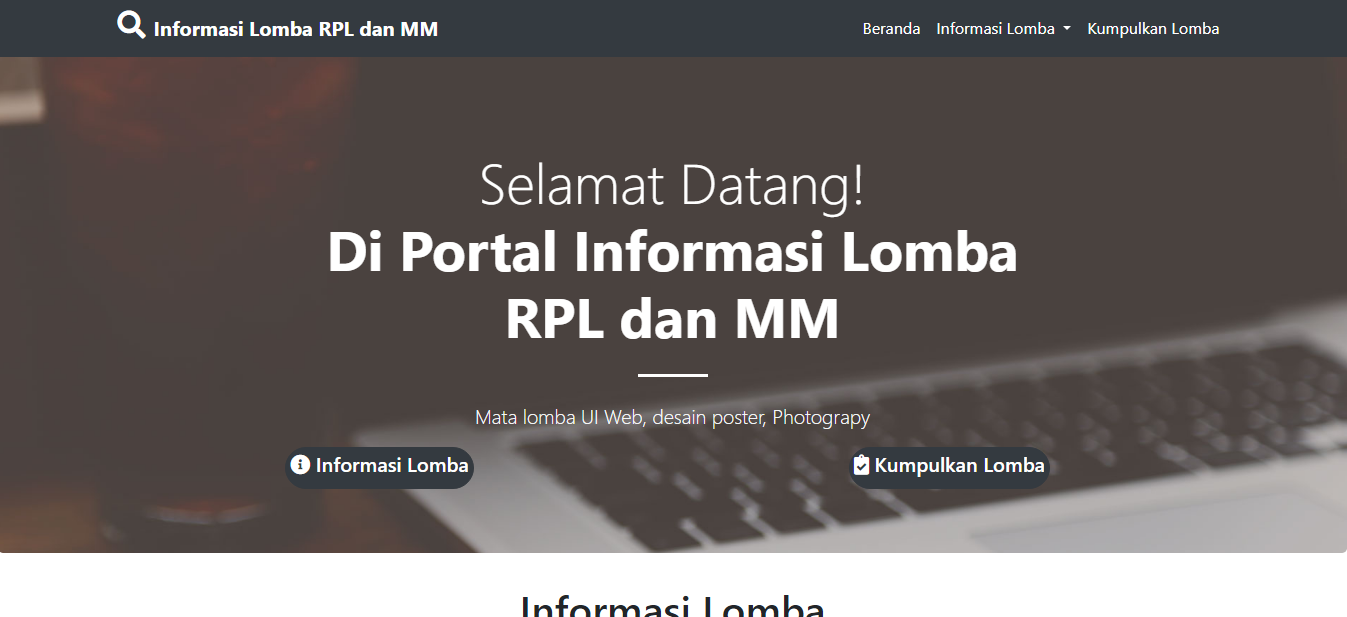 Informasi Lomba RPL dan MM
Beranda Informasi Lomba Kumpulkan Lomba
Selamat Datang!
Di Portal Informasi Lomba
RPL dan MM
Mata lomba UI Web, desain poster, Photograpy
Informasi Lomba
Kumpulkan Lomba
Informasi Lomba